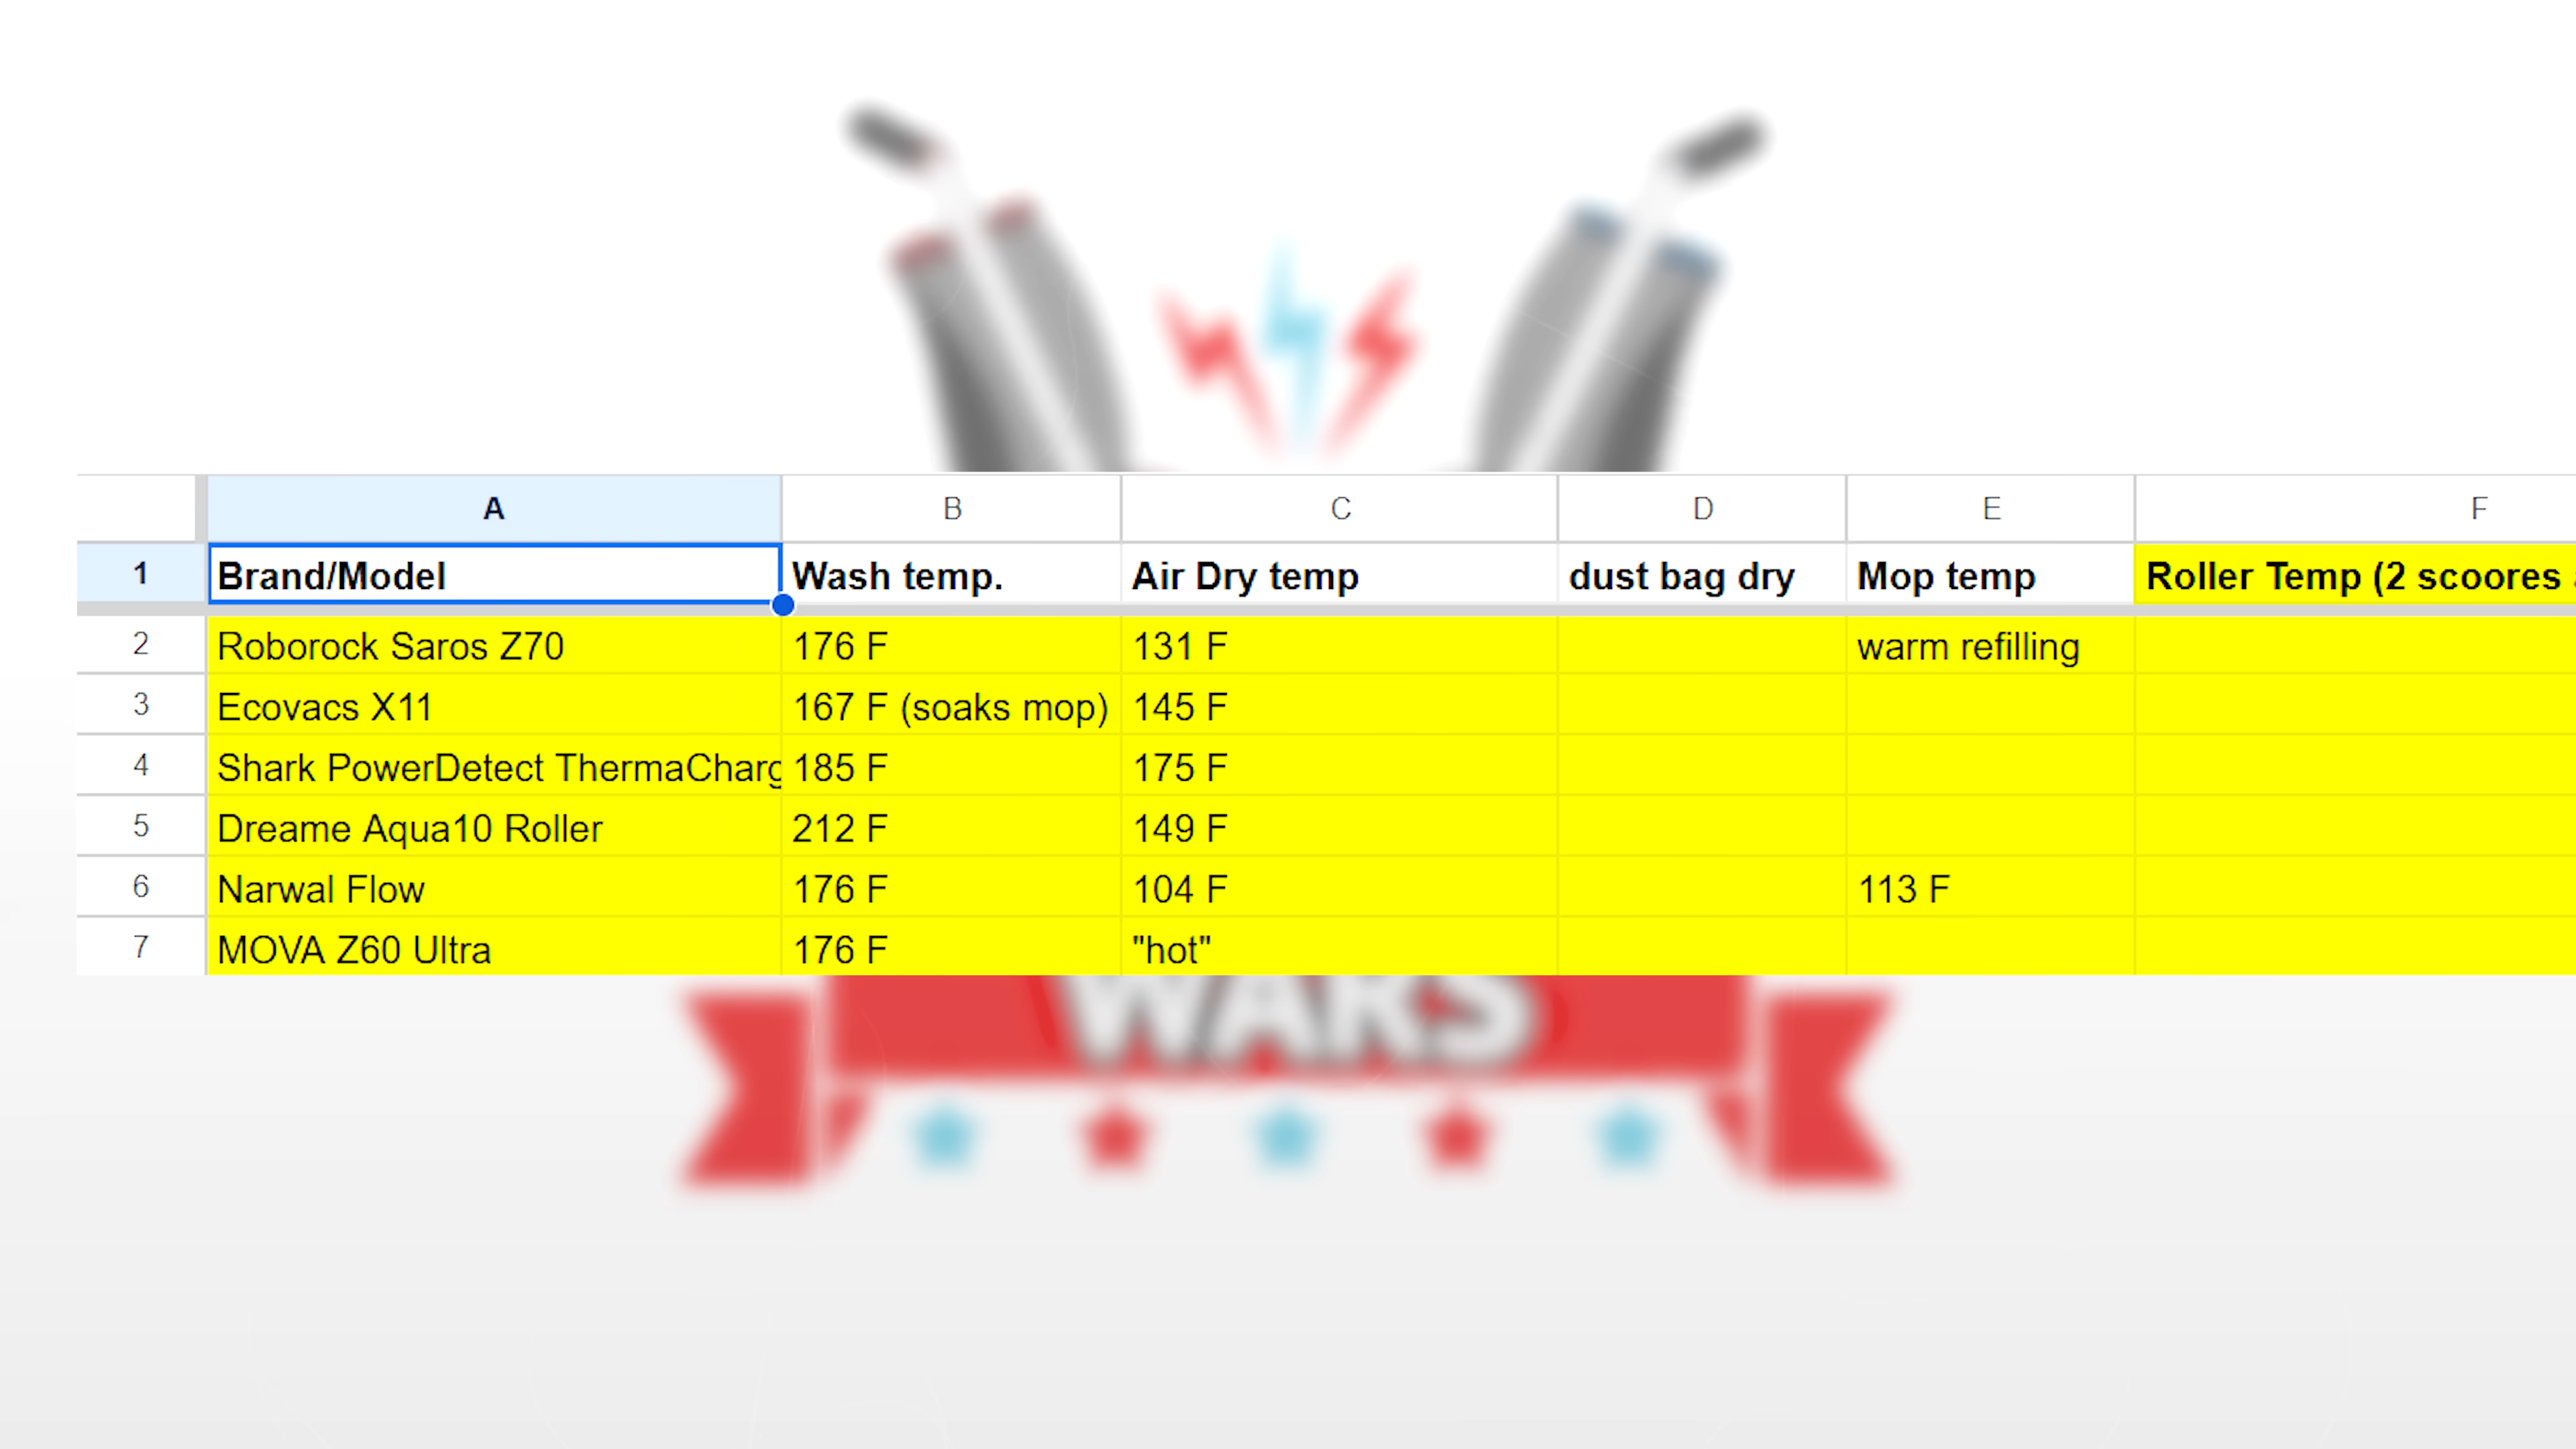 A B C D E F
1 Brand/Model Wash temp. Air Dry temp dust bag dry Mop temp Roller Temp (2 scoores
2 Roborock Saros Z70 176 F 131 F warm refilling
3 Ecovacs X11 167 F (soaks mop) 145 F
4 Shark PowerDetect ThermaCharg 185 F 175 F
5 Dreame Aqua10 Roller 212 F 149 F
6 Narwal Flow 176 F 104 F 113 F
7 MOVA Z60 Ultra 176 F "hot"
WARS